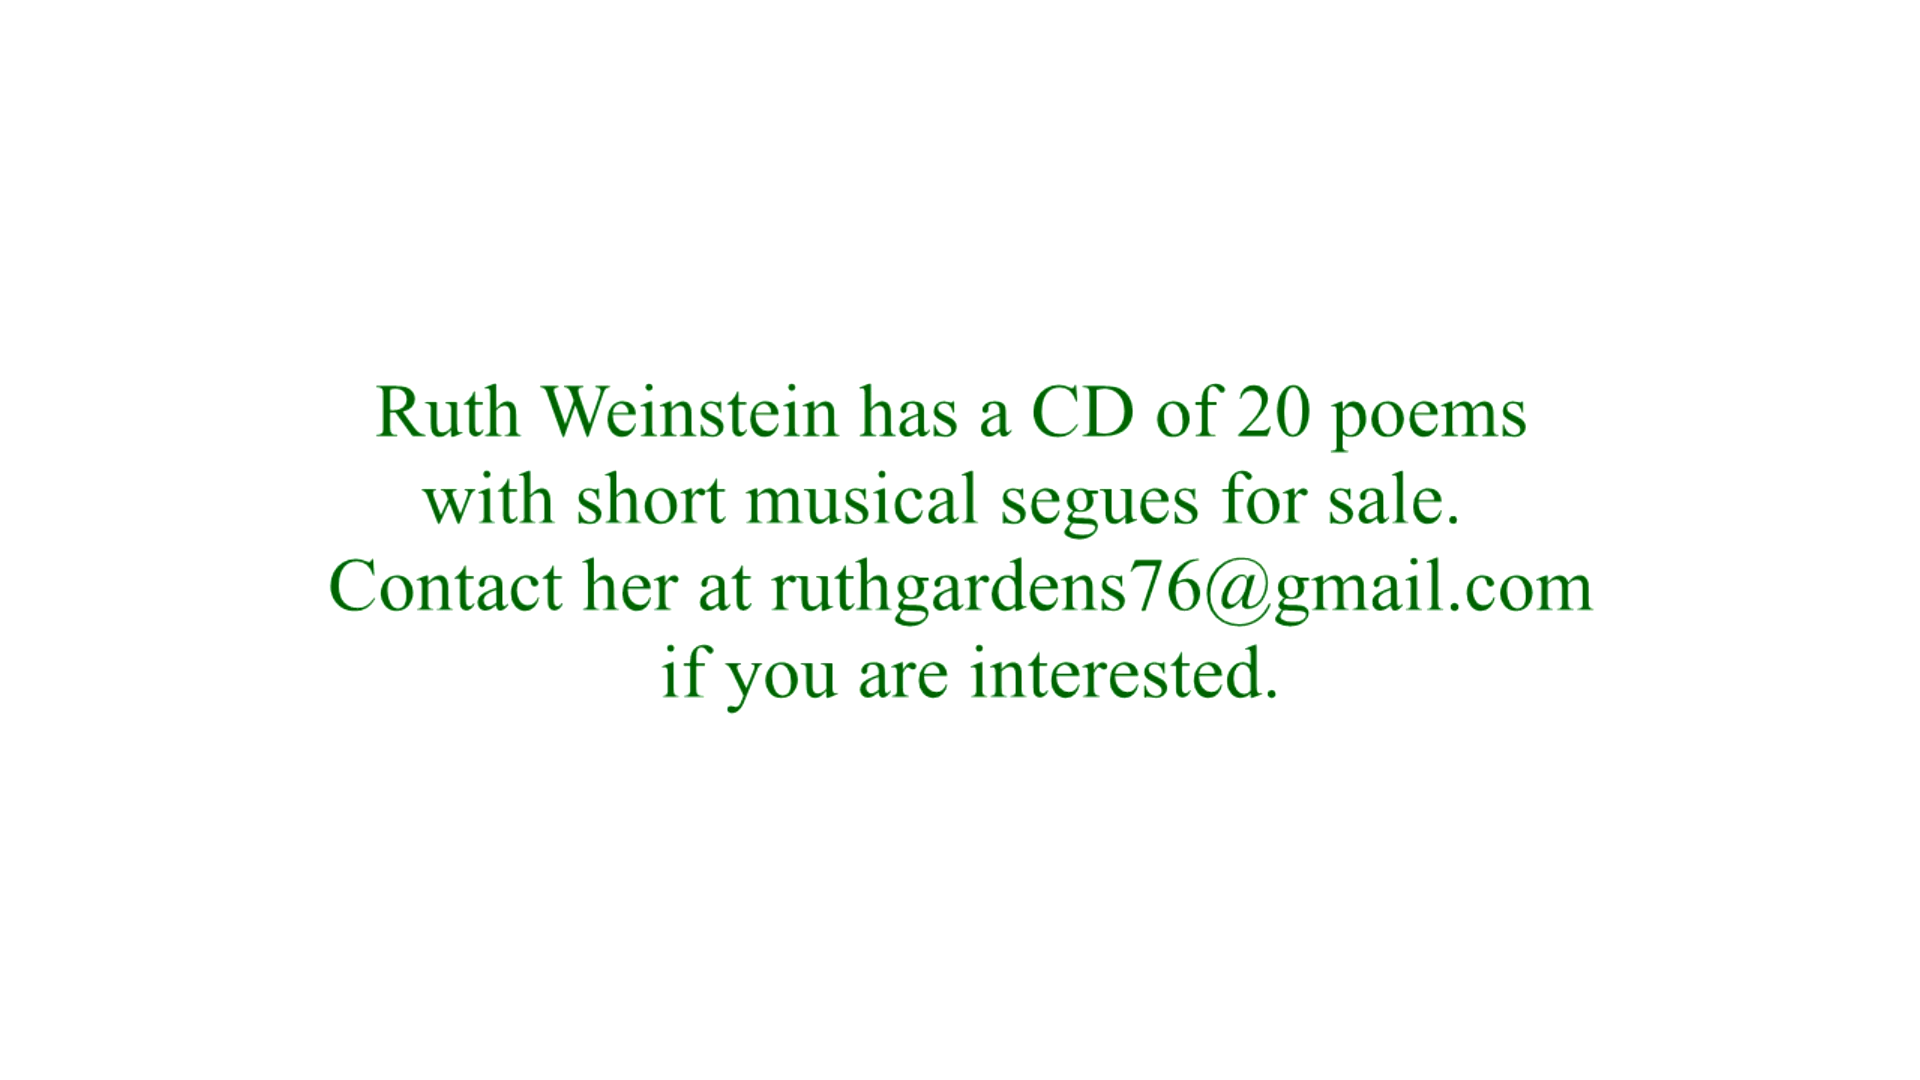 Ruth Weinstein has a CD of 20 poems
with short musical segues for sale.
Contact her at ruthgardens76@gmail.com
if you are interested.